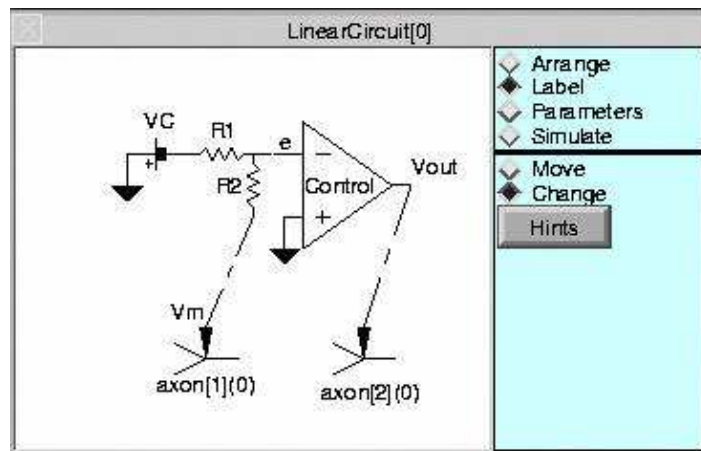 LinearCircuit[0]
Arrange
Label
Parameters
Simulate
Move
Change
Hints
VC
+
R1
e
R2
−
Control
+
Vout
Vm
axon[1](0)
axon[2](0)